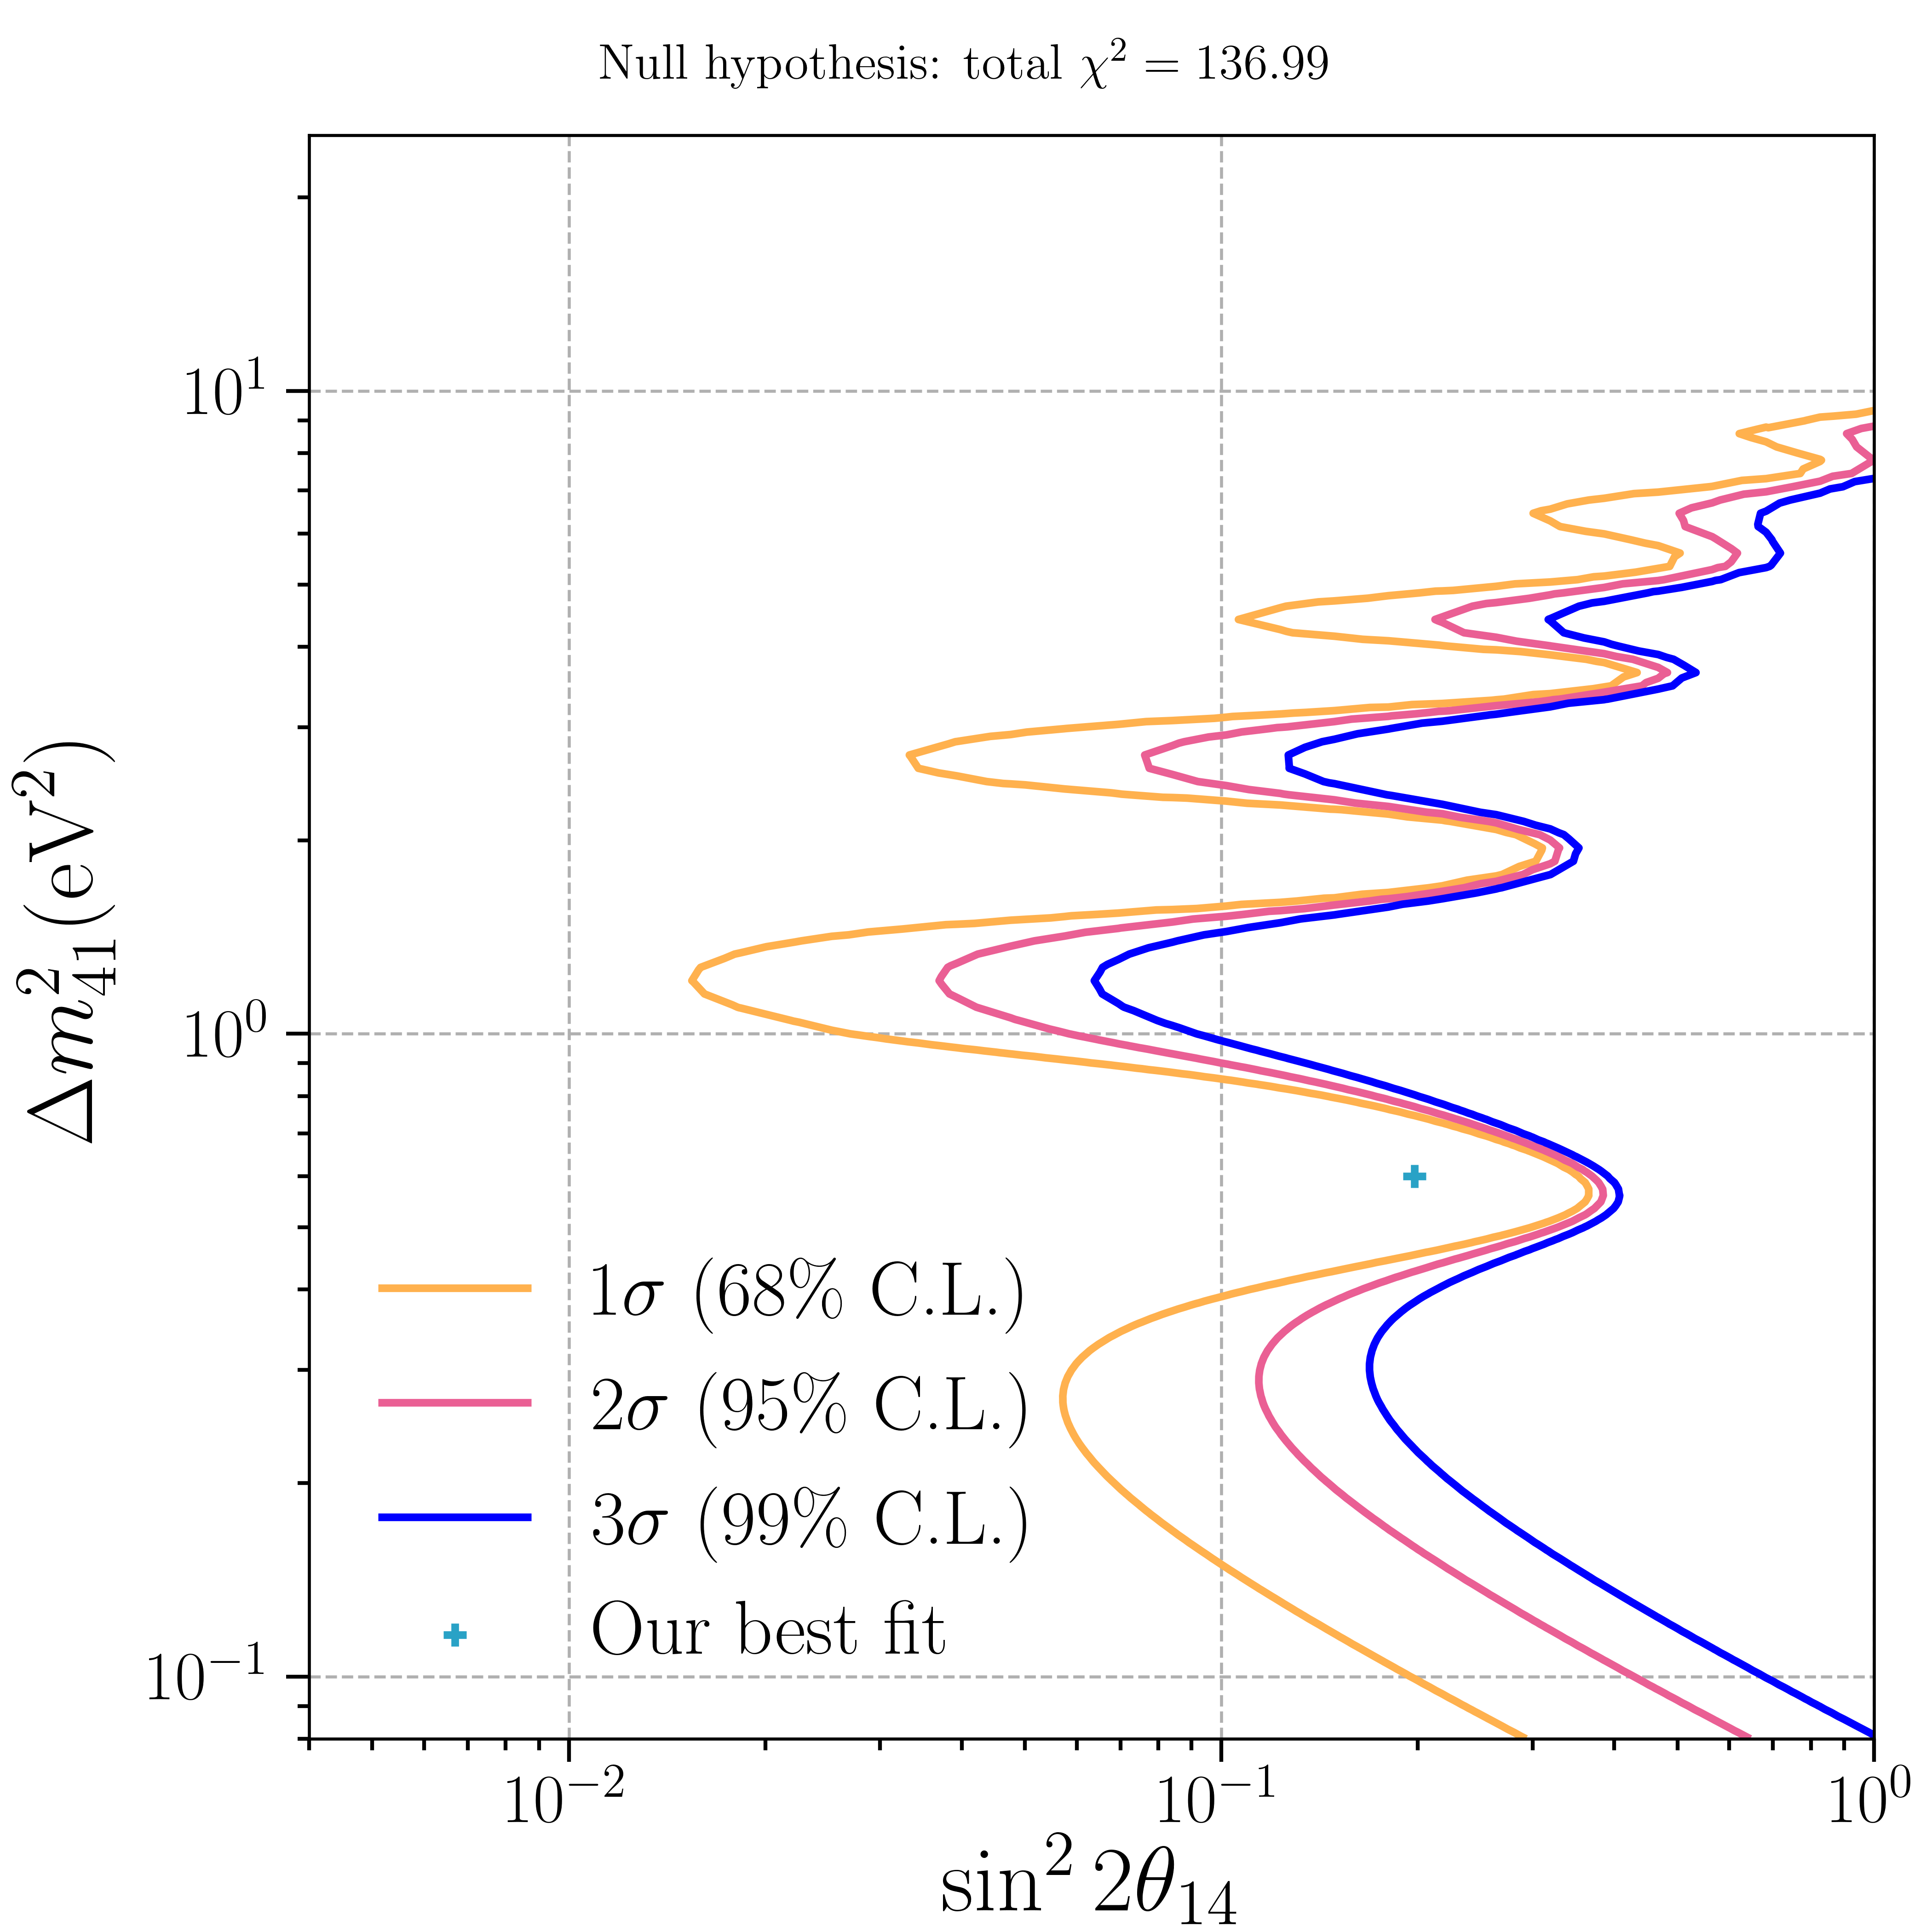 Null hypothesis: total χ² = 136.99
Δm²₄₁(eV²)
10¹
10⁰
10⁻¹
1σ (68% C.L.)
2σ (95% C.L.)
3σ (99% C.L.)
Our best fit
10⁻² 10⁻¹ 10⁰
sin² 2θ₁₄